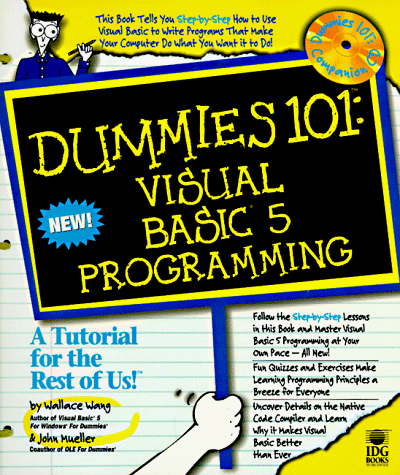 This Book Tells You Step-by-Step How to Use
Visual Basic to Write Programs That Make
Your Computer Do What You Want it to Do!
Dummies 101:
Companion
DUMMIES 101:™
VISUAL
BASIC® 5
PROGRAMMING
NEW!
A Tutorial
for the
Rest of Us!™
by Wallace Wang
Author of Visual Basic® 5
For Windows® For Dummies®
& John Mueller
Coauthor of OLE For Dummies®
Follow the Step-by-Step Lessons
in this Book and Master Visual
Basic 5 Programming at Your
Own Pace — All New!
Fun Quizzes and Exercises Make
Learning Programming Principles a
Breeze for Everyone
Uncover Details on the Native
Code Compiler and Learn
Why it Makes Visual
Basic Better
than Ever
IDG
BOOKS
WORLDWIDE